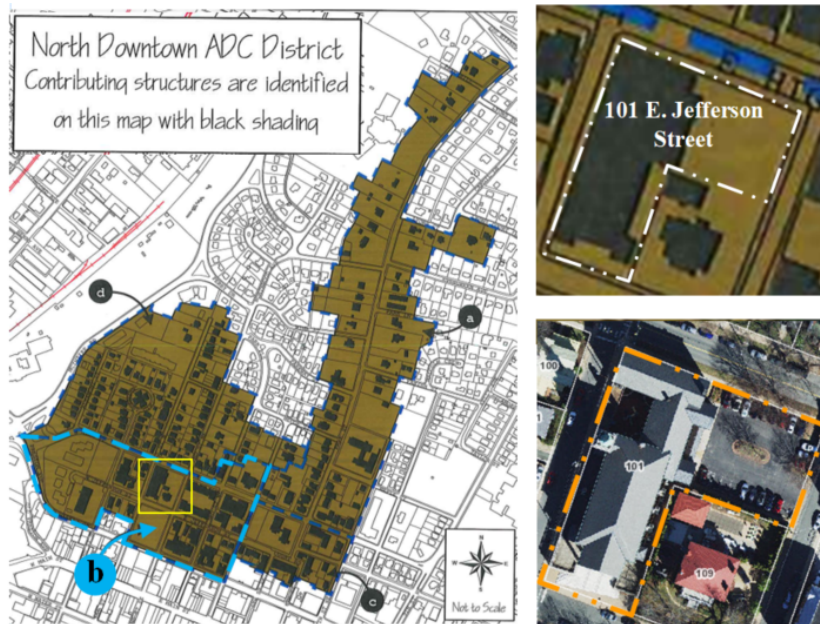 North Downtown ADC District
Contributing structures are identified
on this map with black shading
d
a
b
c
N
W
E
S
Not to Scale
101 E. Jefferson
Street
100
101
109